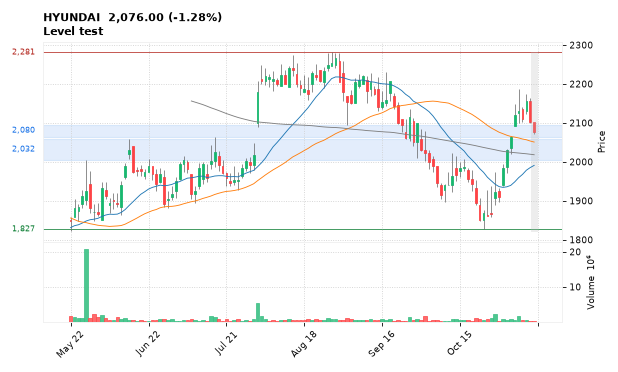 HYUNDAI 2,076.00 (-1.28%)
Level test
2,281
2,080
2,032
1,827
2300
2200
2100
2000
1900
1800
Price
20
10
Volume 10⁶
May 22
Jun 22
Jul 21
Aug 18
Sep 16
Oct 15